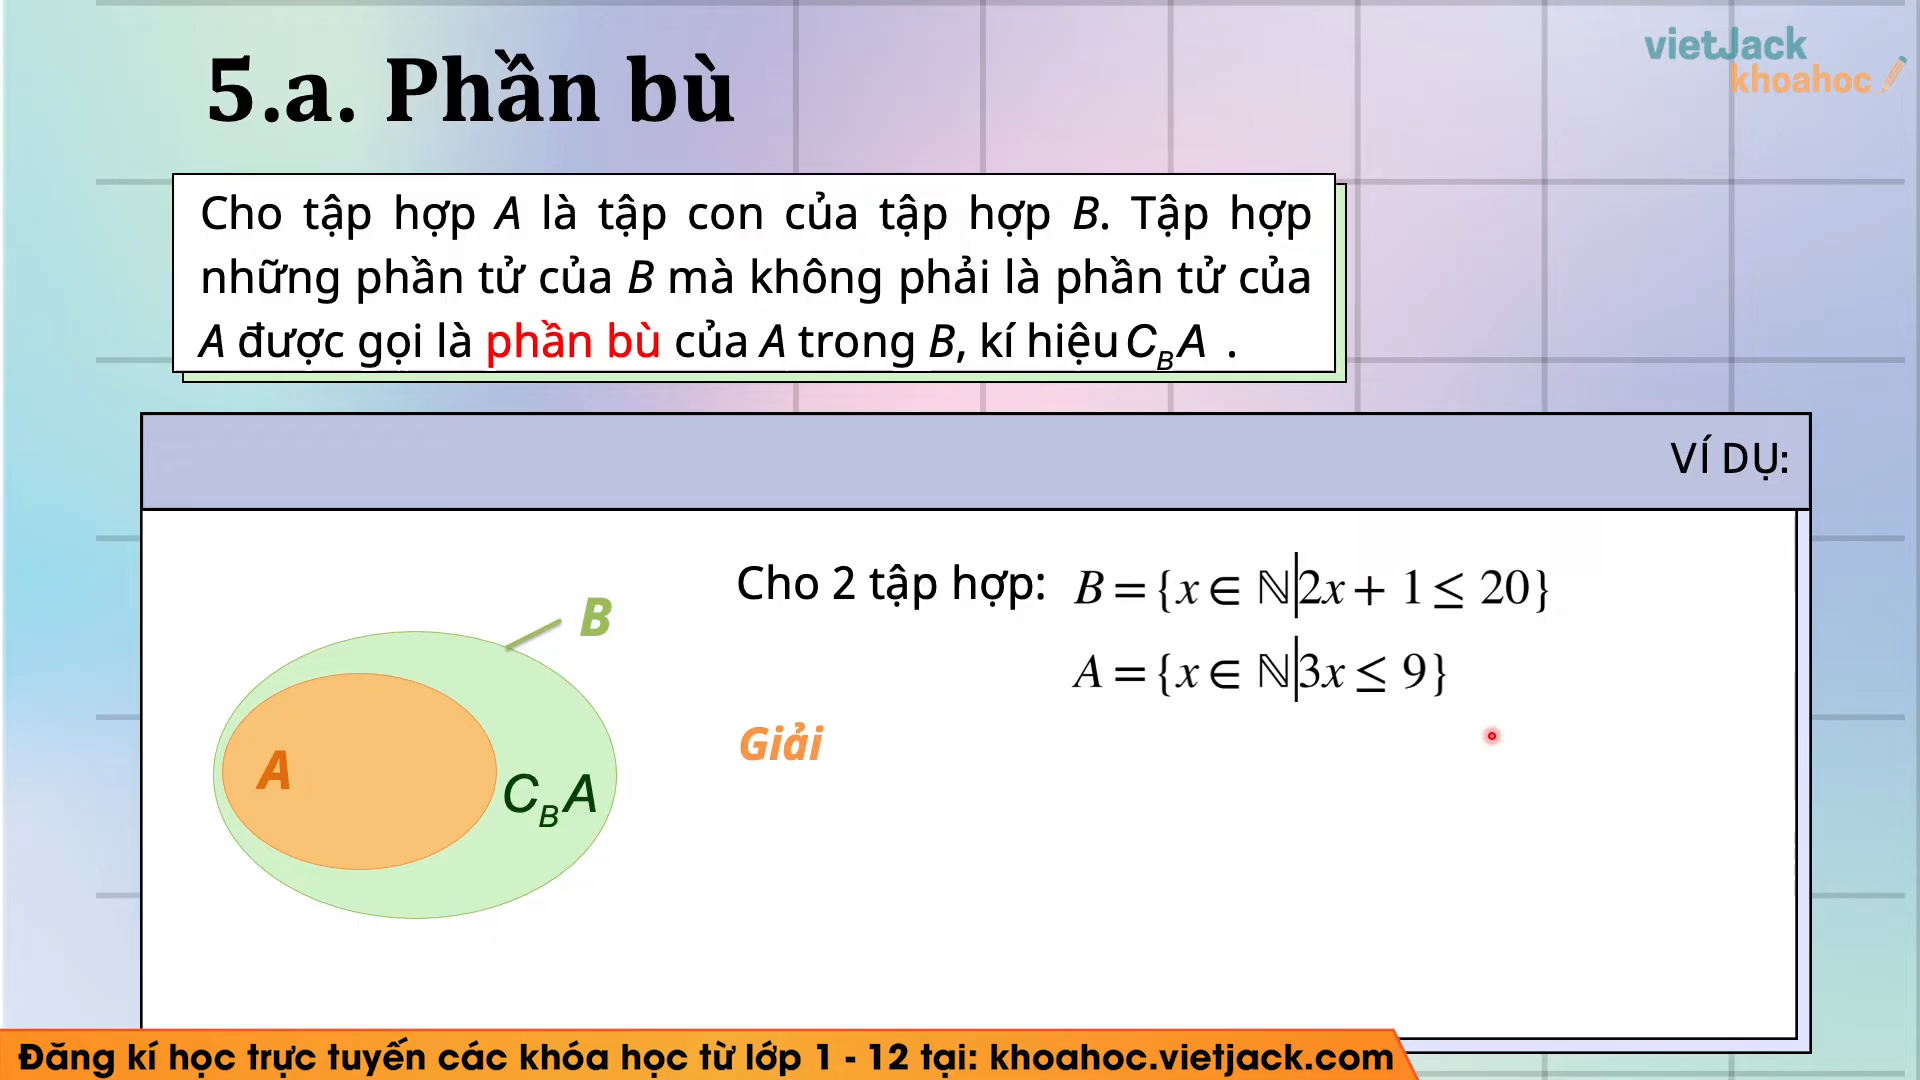 5.a. Phần bù
vietJack
khoahoc
Cho tập hợp A là tập con của tập hợp B. Tập hợp
những phần tử của B mà không phải là phần tử của
A được gọi là phần bù của A trong B, kí hiệu C_B A .
VÍ DỤ:
Cho 2 tập hợp: B = {x ∈ ℕ|2x + 1 ≤ 20}
A = {x ∈ ℕ|3x ≤ 9}
Giải
B
A
C_B A
Đăng kí học trực tuyến các khóa học từ lớp 1 - 12 tại: khoahoc.vietjack.com